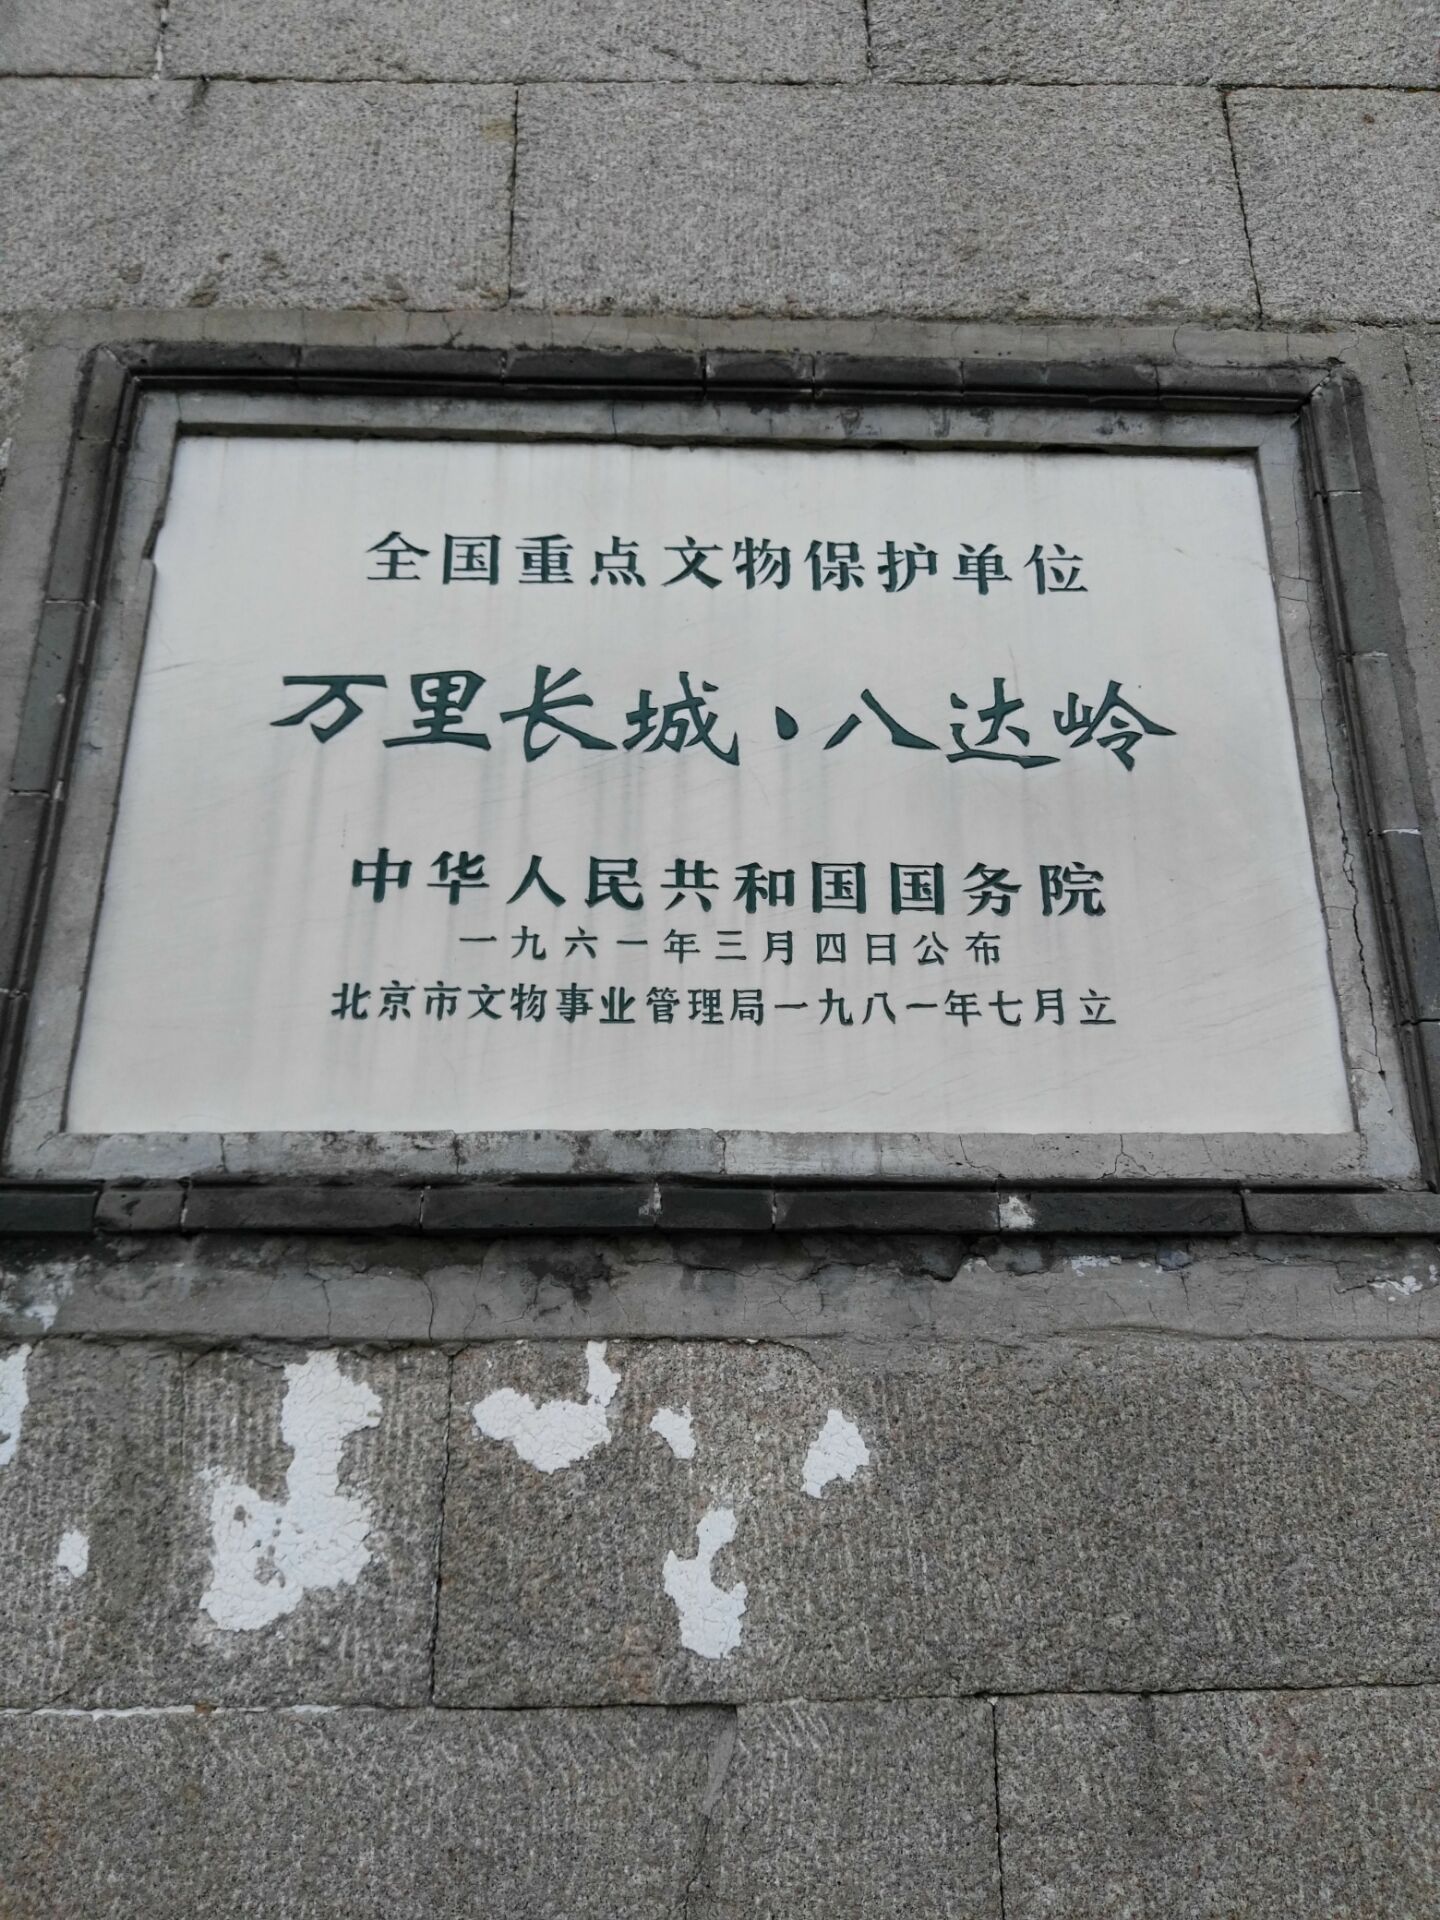 全国重点文物保护单位
万里长城·八达岭
中华人民共和国国务院
一九六一年三月四日公布
北京市文物事业管理局一九八一年七月立